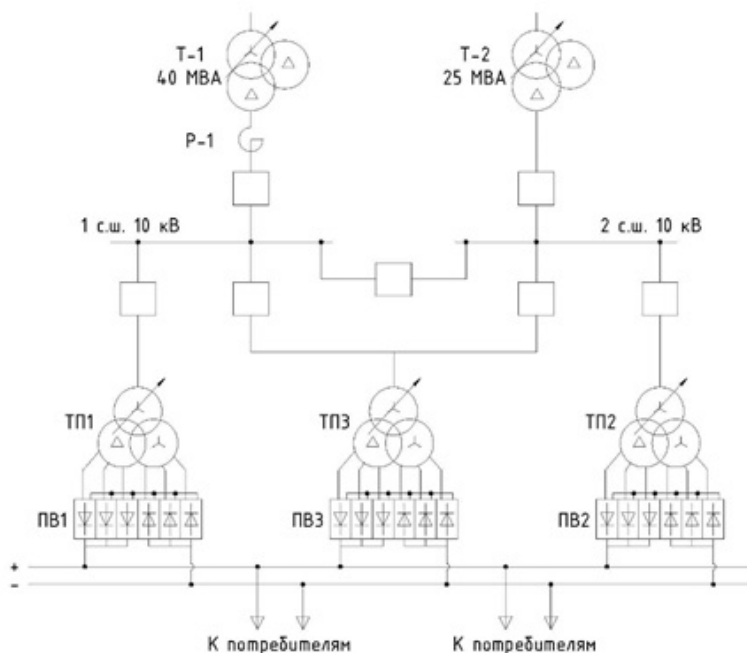 Т-1
40 МВА
Т-2
25 МВА
Р-1
1 с.ш. 10 кВ
2 с.ш. 10 кВ
ТП1
ТП3
ТП2
ПВ1
ПВ3
ПВ2
+
-
К потребителям
К потребителям